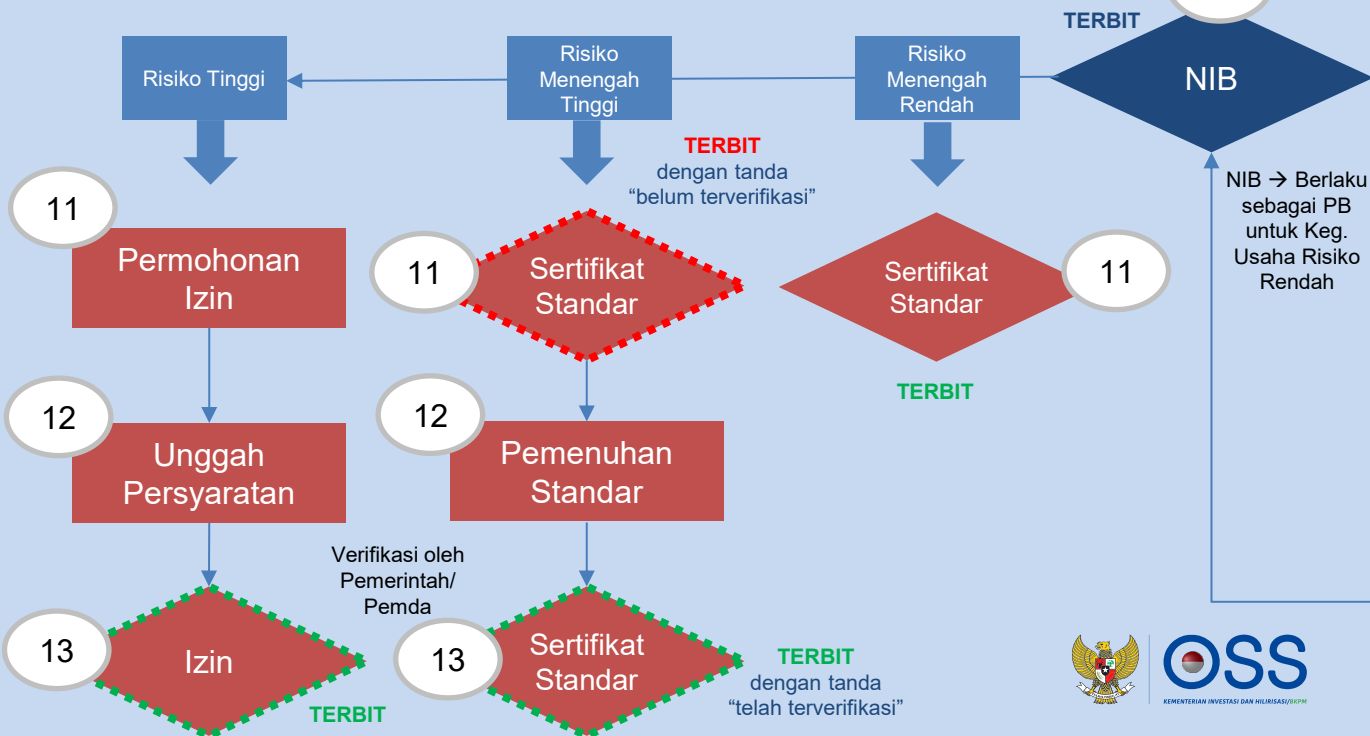 TERBIT
NIB
Risiko
Menengah
Rendah
Risiko
Menengah
Tinggi
Risiko Tinggi
TERBIT
dengan tanda
“belum terverifikasi”
NIB → Berlaku
sebagai PB
untuk Keg.
Usaha Risiko
Rendah
11
Permohonan
Izin
11
Sertifikat
Standar
Sertifikat
Standar
11
TERBIT
12
Unggah
Persyaratan
12
Pemenuhan
Standar
Verifikasi oleh
Pemerintah/
Pemda
13
Izin
TERBIT
13
Sertifikat
Standar
TERBIT
dengan tanda
“telah terverifikasi”
OSS
KEMENTERIAN INVESTASI DAN HILIRISASI/BKPM